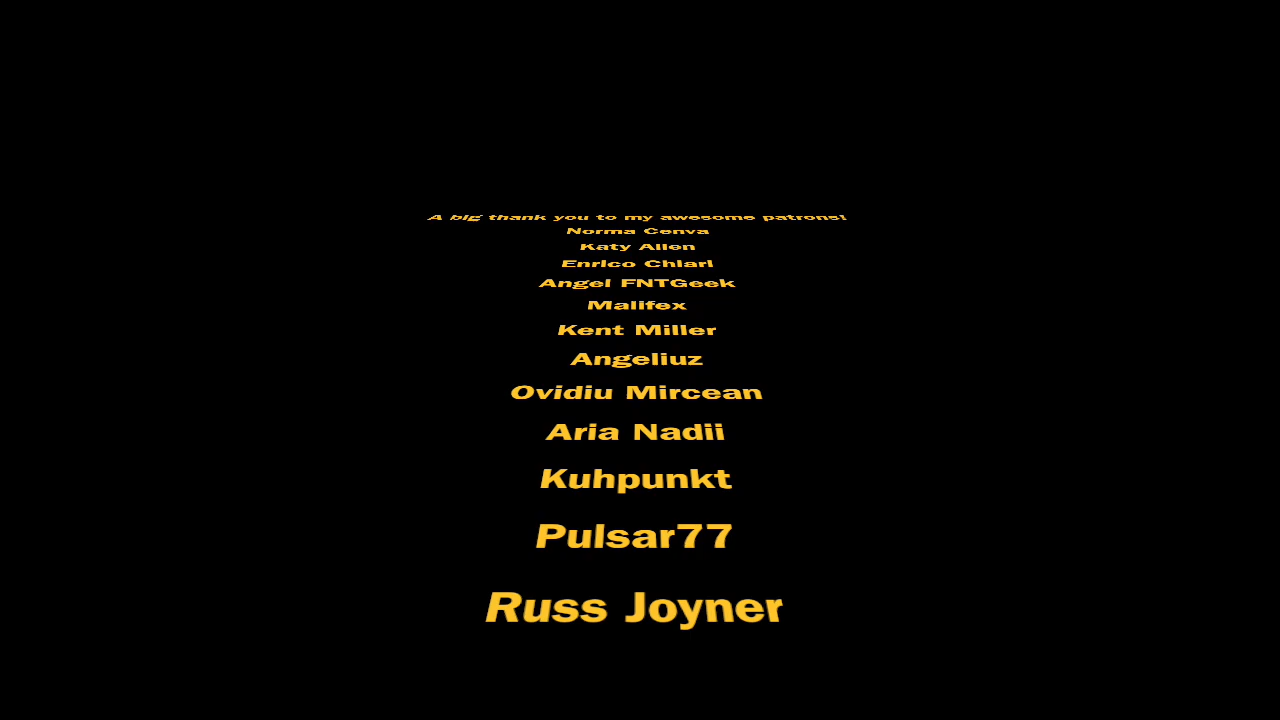 A big thank you to my awesome patrons!
Norma Cenva
Katy Allen
Enrico Chiari
Angel FNTGeek
Malifex
Kent Miller
Angeliuz
Ovidiu Mircean
Aria Nadii
Kuhpunkt
Pulsar77
Russ Joyner